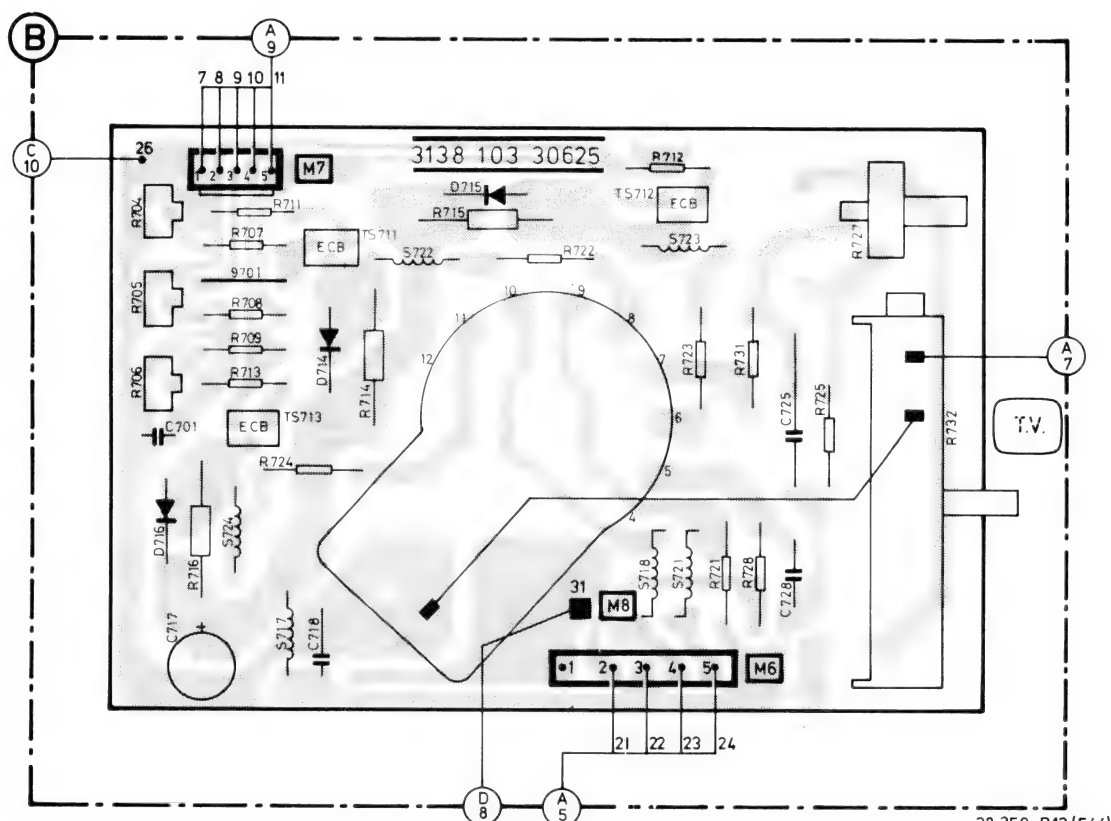 B
A
9
7 8 9 10 11
C
10
26
1 2 3 4 5
M7
3138 103 30625
R712
R704
R711
D715
R715
TS712
ECB
R727
R707
TS711
ECB
S722
R722
S723
9701
R705
R708
10
9
11
8
D714
R714
R709
12
7
R723
R731
A
7
R706
R713
C725
R725
C701
TS713
ECB
6
R732
T.V.
R724
5
4
D716
R716
S724
S718
S721
R721
R728
C728
31
M8
C717
+
S717
C718
1 2 3 4 5
M6
21 22 23 24
D
8
A
5